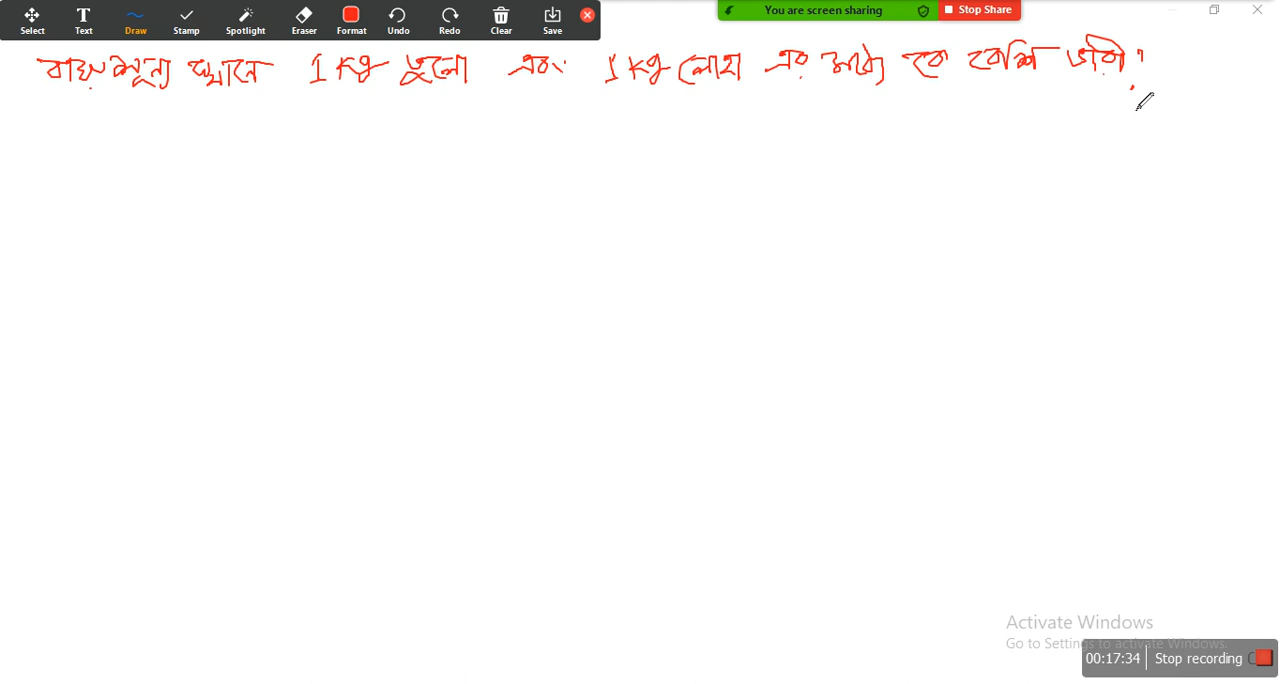 Select Text Draw Stamp Spotlight Eraser Format Undo Redo Clear Save
You are screen sharing Stop Share
বায়ুশূন্য স্থানে 1 kg তুলো এবং 1 kg লোহা এর মধ্যে কে বেশি ভারী ?
Activate Windows
Go to Settings to activate Windows.
00:17:34 Stop recording